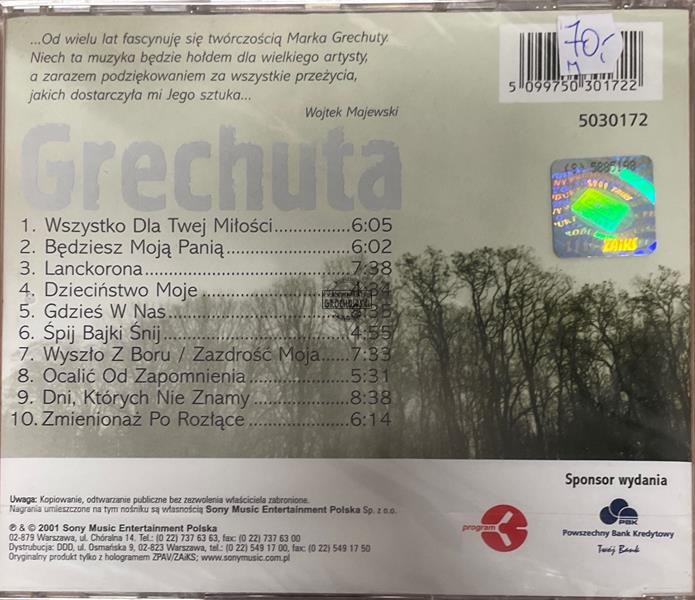 ...Od wielu lat fascynuję się twórczością Marka Grechuty.
Niech ta muzyka będzie hołdem dla wielkiego artysty,
a zarazem podziękowaniem za wszystkie przeżycia,
jakich dostarczyła mi Jego sztuka...
Wojtek Majewski
70,-
M
5 099750 301722
5030172
Grechuta
ZAiKS
1. Wszystko Dla Twej Miłości...............6:05
2. Będziesz Moją Panią......................6:02
3. Lanckorona..................................7:38
4. Dzieciństwo Moje
5. Gdzieś W Nas
6. Śpij Bajki Śnij..............................4:55
7. Wyszło Z Boru / Zazdrość Moja.....7:33
8. Ocalić Od Zapomnienia.................5:31
9. Dni, Których Nie Znamy................8:38
10. Zmienionaż Po Rozłące................6:14
Sponsor wydania
Uwaga: Kopiowanie, odtwarzanie publiczne bez zezwolenia właściciela zabronione.
Nagrania umieszczone na tym nośniku są własnością Sony Music Entertainment Polska Sp. z o.o.
℗ & © 2001 Sony Music Entertainment Polska
02-879 Warszawa, ul. Chóralna 14. Tel.: (0 22) 737 63 63, fax: (0 22) 737 63 00
Dystrybucja: DDD, ul. Osmańska 9, 02-823 Warszawa, tel.: (0 22) 549 17 00, fax: (0 22) 549 17 50
Oryginalny produkt tylko z hologramem ZPAV/ZAiKS; www.sonymusic.com.pl
program
PBK
Powszechny Bank Kredytowy
Twój Bank